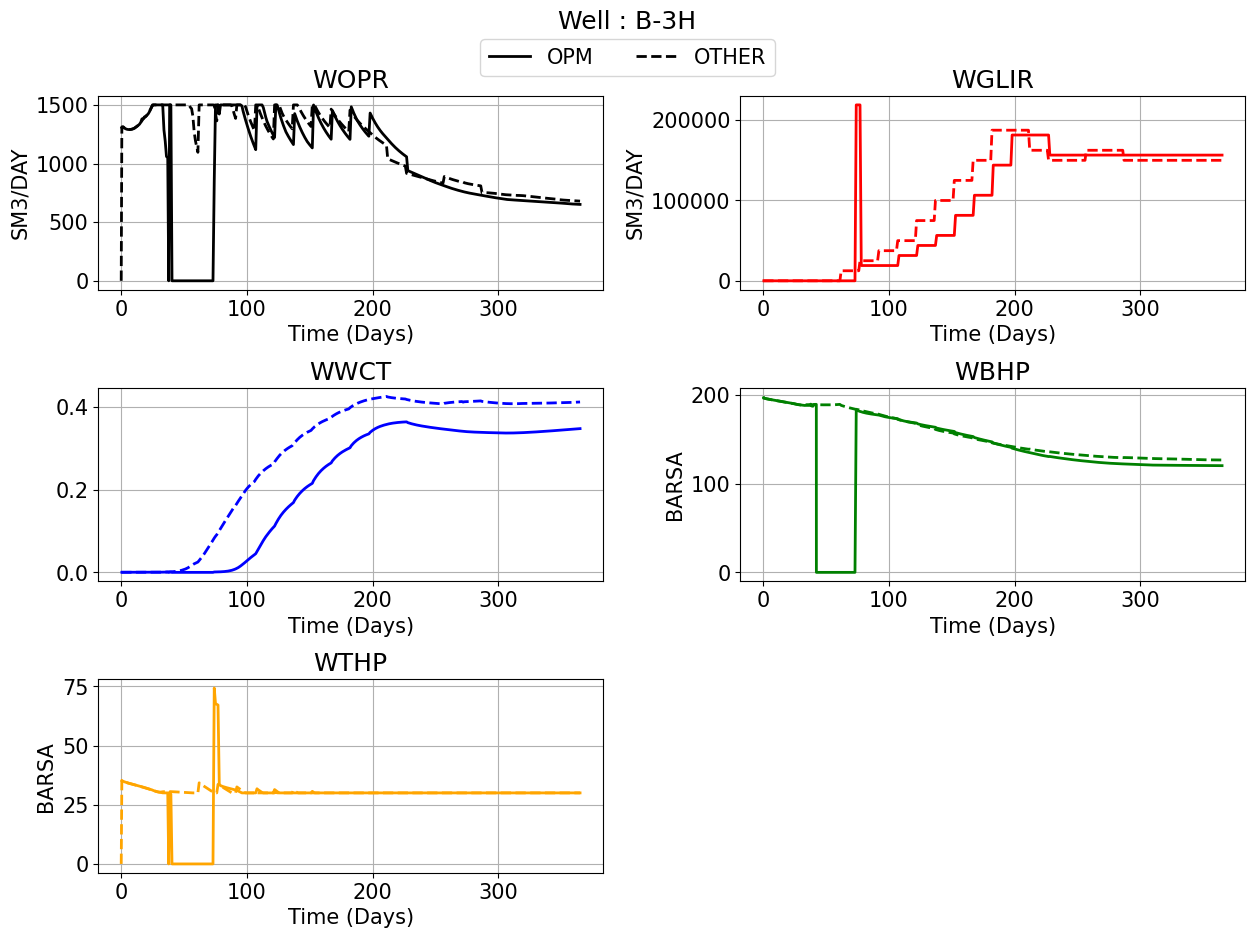 Well : B-3H
OPM OTHER
WOPR
1500
1000
500
0
SM3/DAY
0 100 200 300
Time (Days)
WGLIR
200000
100000
0
SM3/DAY
0 100 200 300
Time (Days)
WWCT
0.4
0.2
0.0
0 100 200 300
Time (Days)
WBHP
200
100
0
BARSA
0 100 200 300
Time (Days)
WTHP
75
50
25
0
BARSA
0 100 200 300
Time (Days)